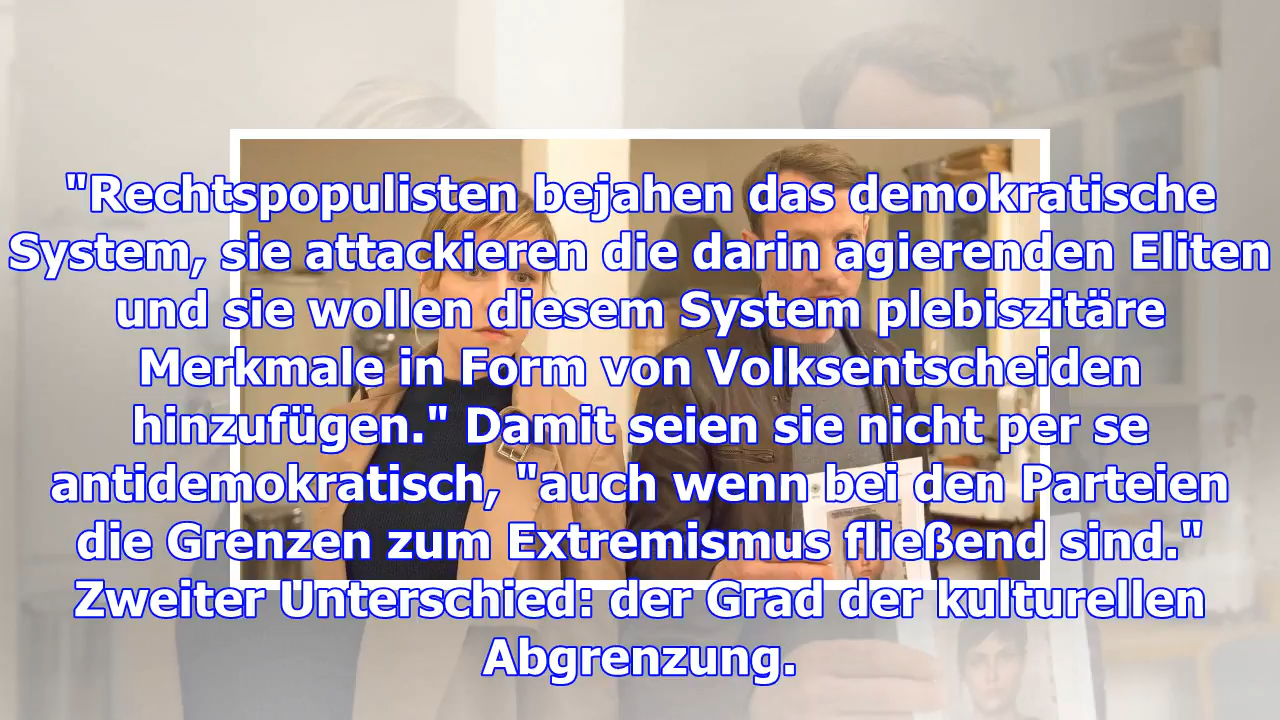 "Rechtspopulisten bejahen das demokratische
System, sie attackieren die darin agierenden Eliten
und sie wollen diesem System plebiszitäre
Merkmale in Form von Volksentscheiden
hinzufügen." Damit seien sie nicht per se
antidemokratisch, "auch wenn bei den Parteien
die Grenzen zum Extremismus fließend sind."
Zweiter Unterschied: der Grad der kulturellen
Abgrenzung.